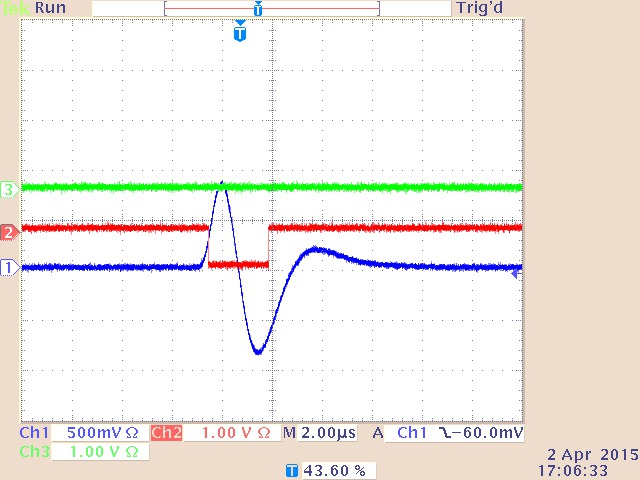 Tek Run Trig'd
T
T
3
2
1
Ch1 500mV Ω Ch2 1.00 V Ω M 2.00µs A Ch1 -60.0mV
Ch3 1.00 V Ω
T 43.60 %
2 Apr 2015
17:06:33